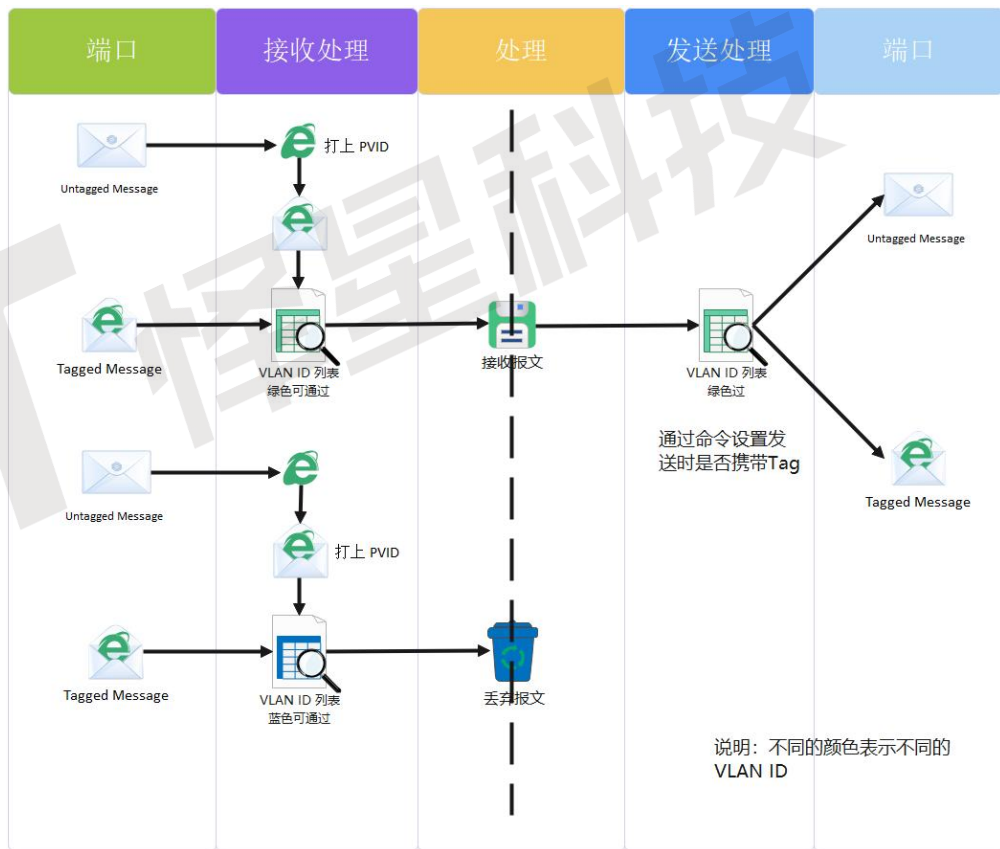 端口
接收处理
处理
发送处理
端口
打上 PVID
Untagged Message
Untagged Message
Tagged Message
VLAN ID 列表
绿色可通过
接收报文
VLAN ID 列表
绿色过
通过命令设置发
送时是否携带Tag
Tagged Message
Untagged Message
打上 PVID
Tagged Message
VLAN ID 列表
蓝色可通过
丢弃报文
说明：不同的颜色表示不同的
VLAN ID
怪星科技